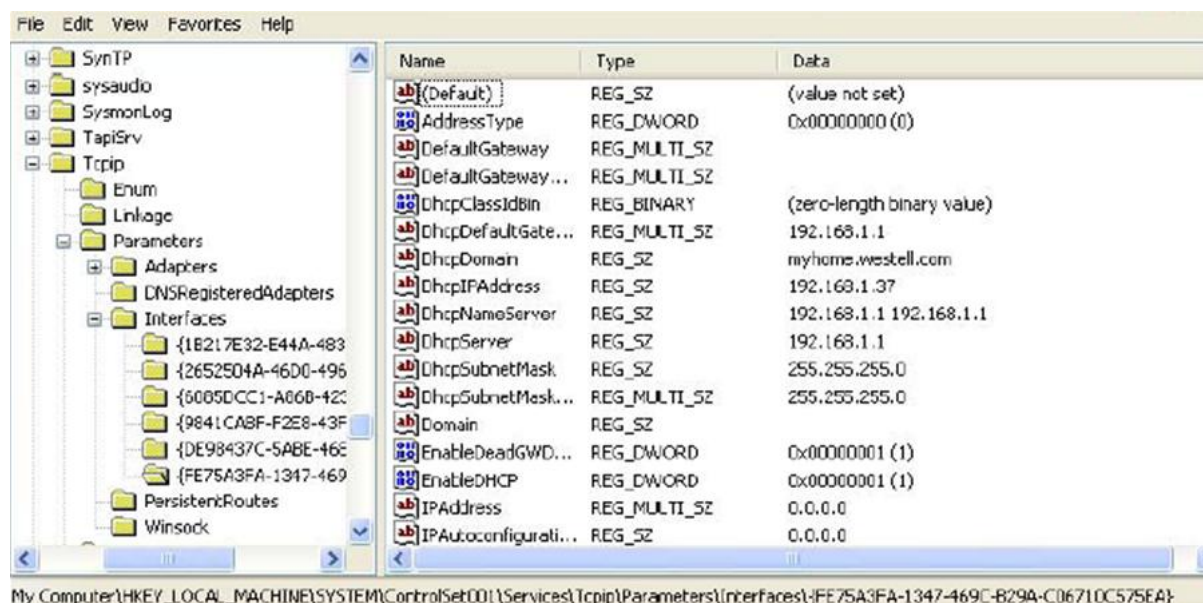 File Edit View Favorites Help
SynTP
sysaudio
SysmonLog
TapiSrv
Tcpip
Enum
Linkage
Parameters
Adapters
DNSRegisteredAdapters
Interfaces
{1B217E32-E44A-483
{2652504A-46D0-496
{6085DCC1-A86B-423
{9841CABF-F2E8-43F
{DE98437C-5ABE-468
{FE75A3FA-1347-469
PersistentRoutes
Winsock
Name Type Data
(Default) REG_SZ (value not set)
AddressType REG_DWORD 0x00000000 (0)
DefaultGateway REG_MULTI_SZ
DefaultGateway... REG_MULTI_SZ
DhcpClassIdBin REG_BINARY (zero-length binary value)
DhcpDefaultGate... REG_MULTI_SZ 192.168.1.1
DhcpDomain REG_SZ myhome.westell.com
DhcpIPAddress REG_SZ 192.168.1.37
DhcpNameServer REG_SZ 192.168.1.1 192.168.1.1
DhcpServer REG_SZ 192.168.1.1
DhcpSubnetMask REG_SZ 255.255.255.0
DhcpSubnetMask... REG_MULTI_SZ 255.255.255.0
Domain REG_SZ
EnableDeadGWD... REG_DWORD 0x00000001 (1)
EnableDHCP REG_DWORD 0x00000001 (1)
IPAddress REG_MULTI_SZ 0.0.0.0
IPAutoconfigurati... REG_SZ 0.0.0.0
My Computer\HKEY_LOCAL_MACHINE\SYSTEM\ControlSet001\Services\Tcpip\Parameters\Interfaces\{FE75A3FA-1347-469C-B29A-C06710C575EA}